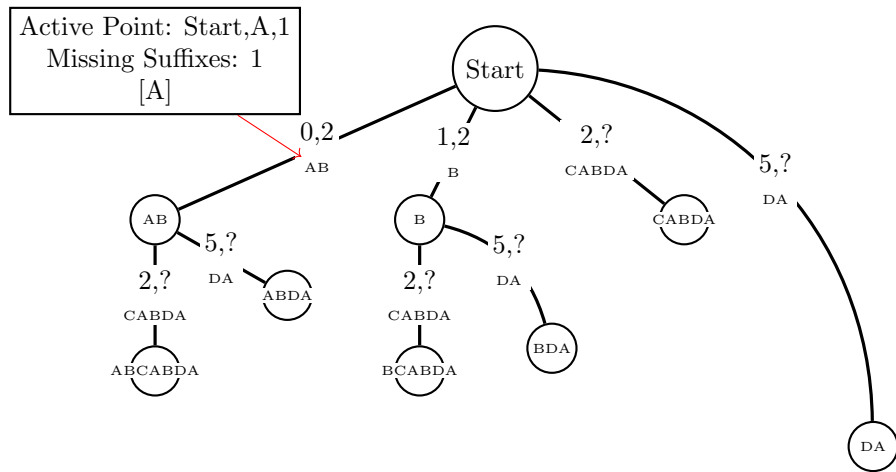 Active Point: Start,A,1
Missing Suffixes: 1
[A]
Start
0,2
AB
1,2
B
2,?
CABDA
5,?
DA
AB
B
CABDA
5,?
DA
5,?
DA
2,?
CABDA
ABDA
2,?
CABDA
BDA
ABCABDA
BCABDA
DA